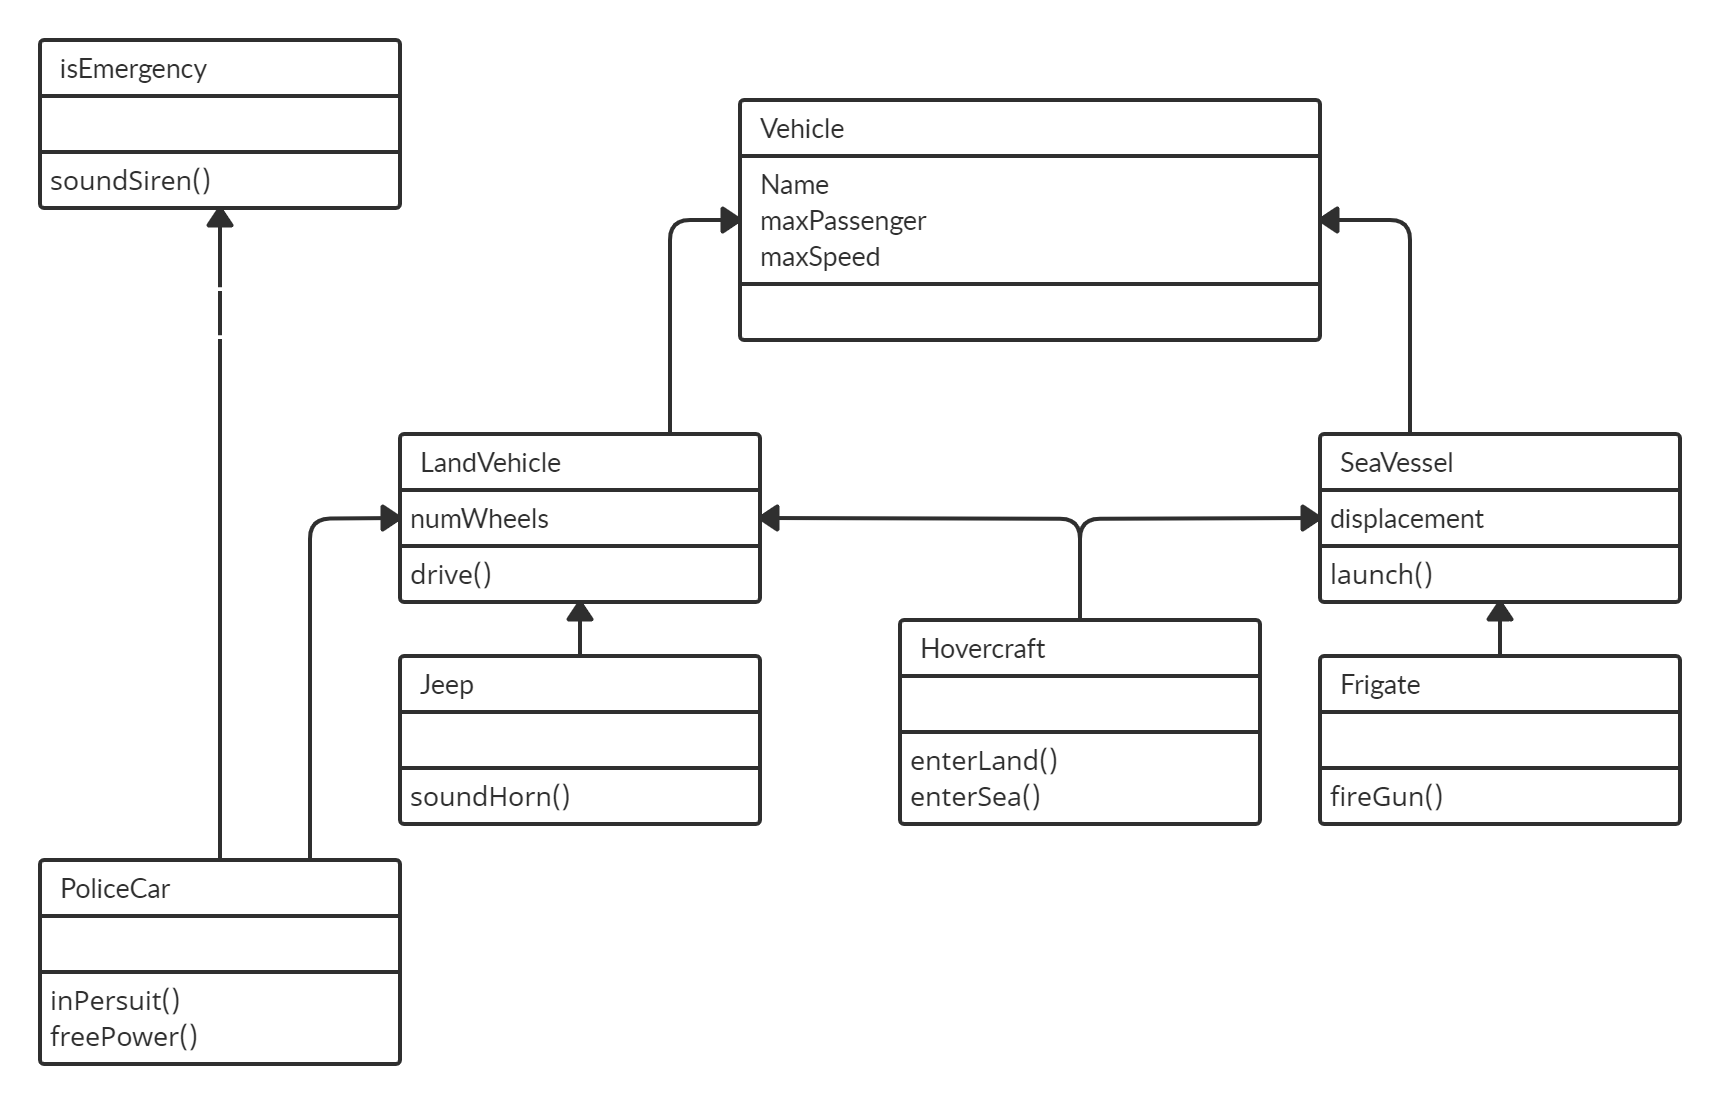 isEmergency
soundSiren()
Vehicle
Name
maxPassenger
maxSpeed
LandVehicle
numWheels
drive()
SeaVessel
displacement
launch()
Jeep
soundHorn()
Hovercraft
enterLand()
enterSea()
Frigate
fireGun()
PoliceCar
inPersuit()
freePower()